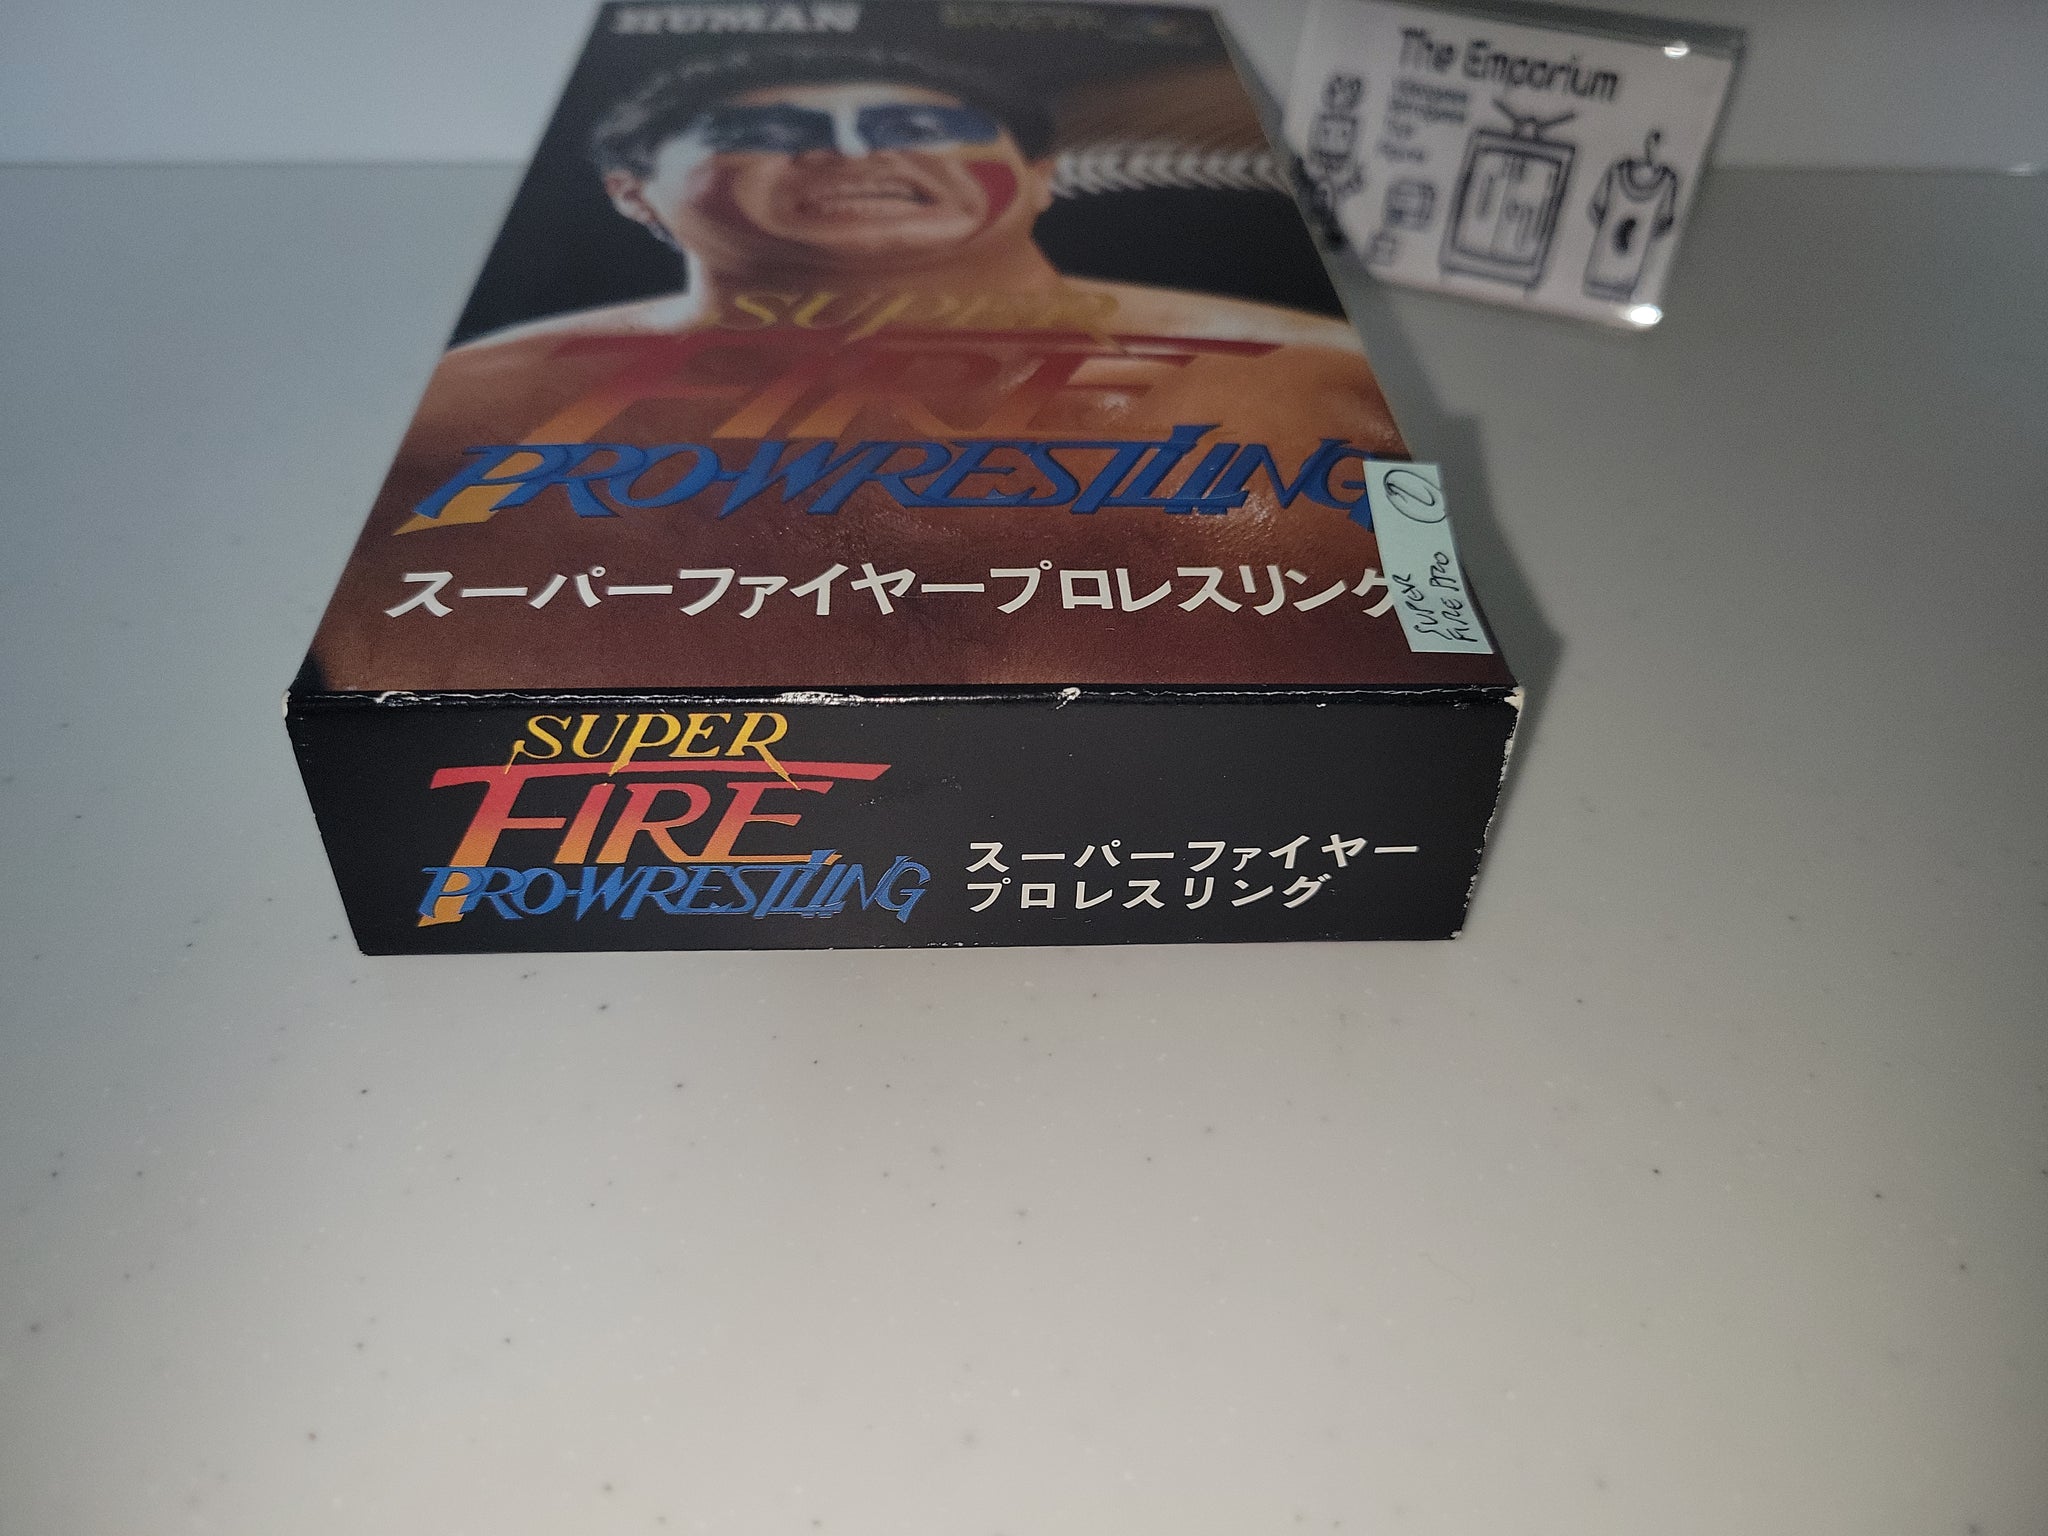 HUMAN
The Emporium
SUPER
FIRE
PRO-WRESTLING
スーパーファイヤープロレスリング
SUPER
FIRE PRO
SUPER
FIRE
PRO-WRESTLING
スーパーファイヤー
プロレスリング